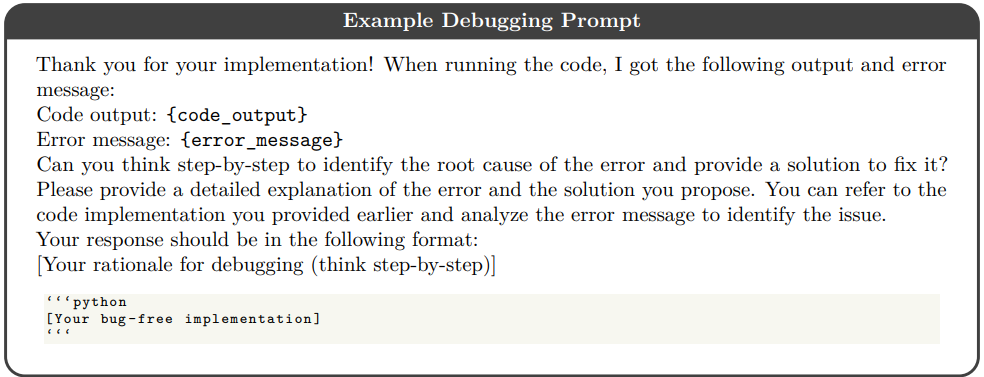 Example Debugging Prompt
Thank you for your implementation! When running the code, I got the following output and error
message:
Code output: {code_output}
Error message: {error_message}
Can you think step-by-step to identify the root cause of the error and provide a solution to fix it?
Please provide a detailed explanation of the error and the solution you propose. You can refer to the
code implementation you provided earlier and analyze the error message to identify the issue.
Your response should be in the following format:
[Your rationale for debugging (think step-by-step)]
‘‘‘python
[Your bug-free implementation]
‘‘‘